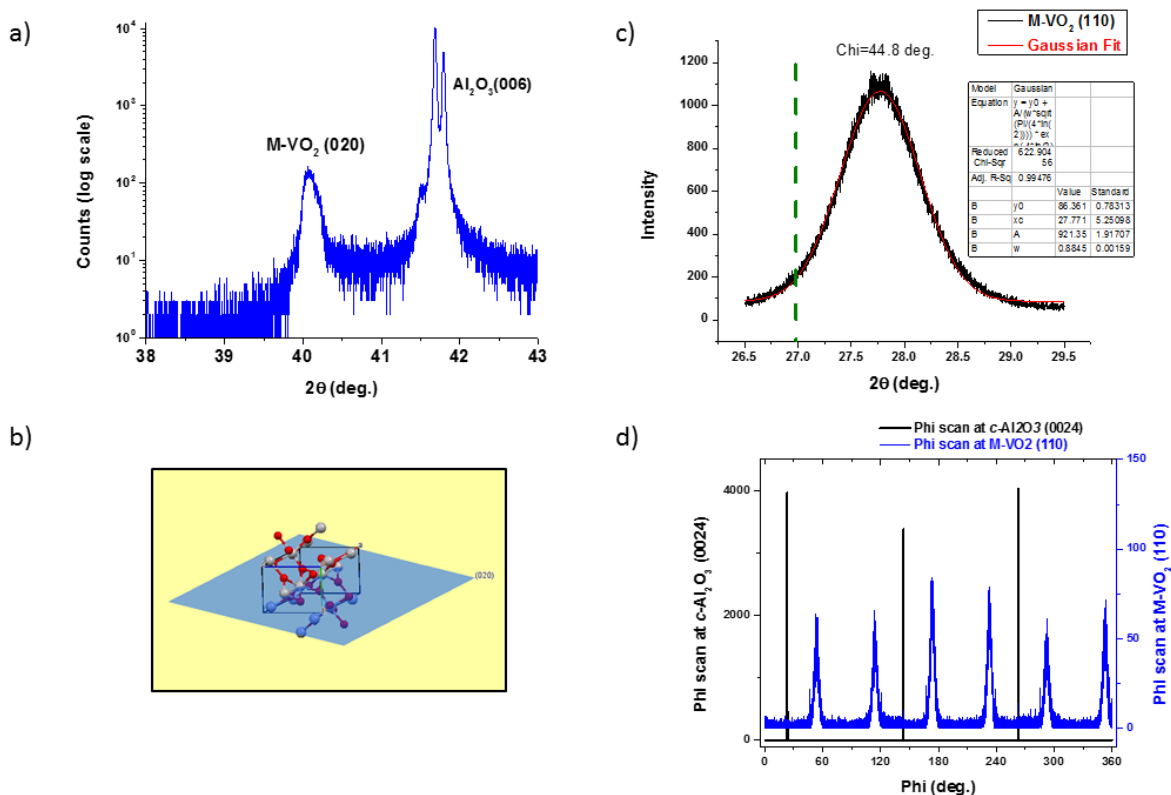 a)
Counts (log scale)
10⁴
10³
10²
10¹
10⁰
M-VO₂ (020)
Al₂O₃(006)
38 39 40 41 42 43
2θ (deg.)
b)
(020)
c)
M-VO₂ (110)
Gaussian Fit
Chi=44.8 deg.
Intensity
1200
1000
800
600
400
200
0
Model Gaussian
Equation y = y0 +
A/(w*sqrt
(PI/(4*ln(
2)))) * ex
Reduced 622.904
Chi-Sqr 56
Adj. R-Sq 0.99476
Value Standard
B y0 86.361 0.78313
B xc 27.771 5.25098
B A 921.35 1.91707
B w 0.8845 0.00159
26.5 27.0 27.5 28.0 28.5 29.0 29.5
2θ (deg.)
d)
Phi scan at c-Al2O3 (0024)
Phi scan at M-VO2 (110)
Phi scan at c-Al₂O₃ (0024)
4000
2000
0
150
100
50
0
Phi scan at M-VO₂ (110)
0 60 120 180 240 300 360
Phi (deg.)